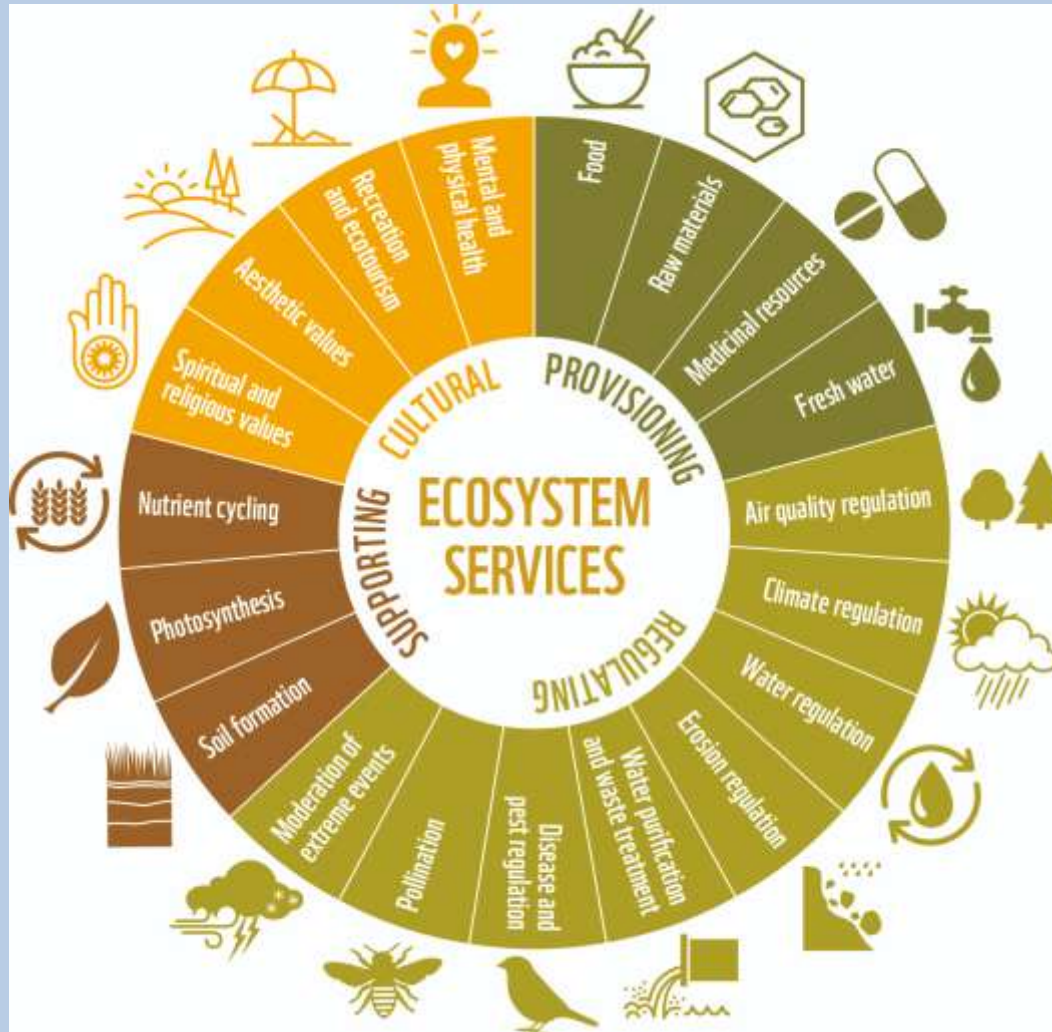 ECOSYSTEM
SERVICES
PROVISIONING
Food
Raw materials
Medicinal resources
Fresh water
REGULATING
Air quality regulation
Climate regulation
Water regulation
Erosion regulation
Water purification
and waste treatment
Disease and
pest regulation
Pollination
Moderation of
extreme events
SUPPORTING
Soil formation
Photosynthesis
Nutrient cycling
CULTURAL
Spiritual and
religious values
Aesthetic values
Recreation
and ecotourism
Mental and
physical health